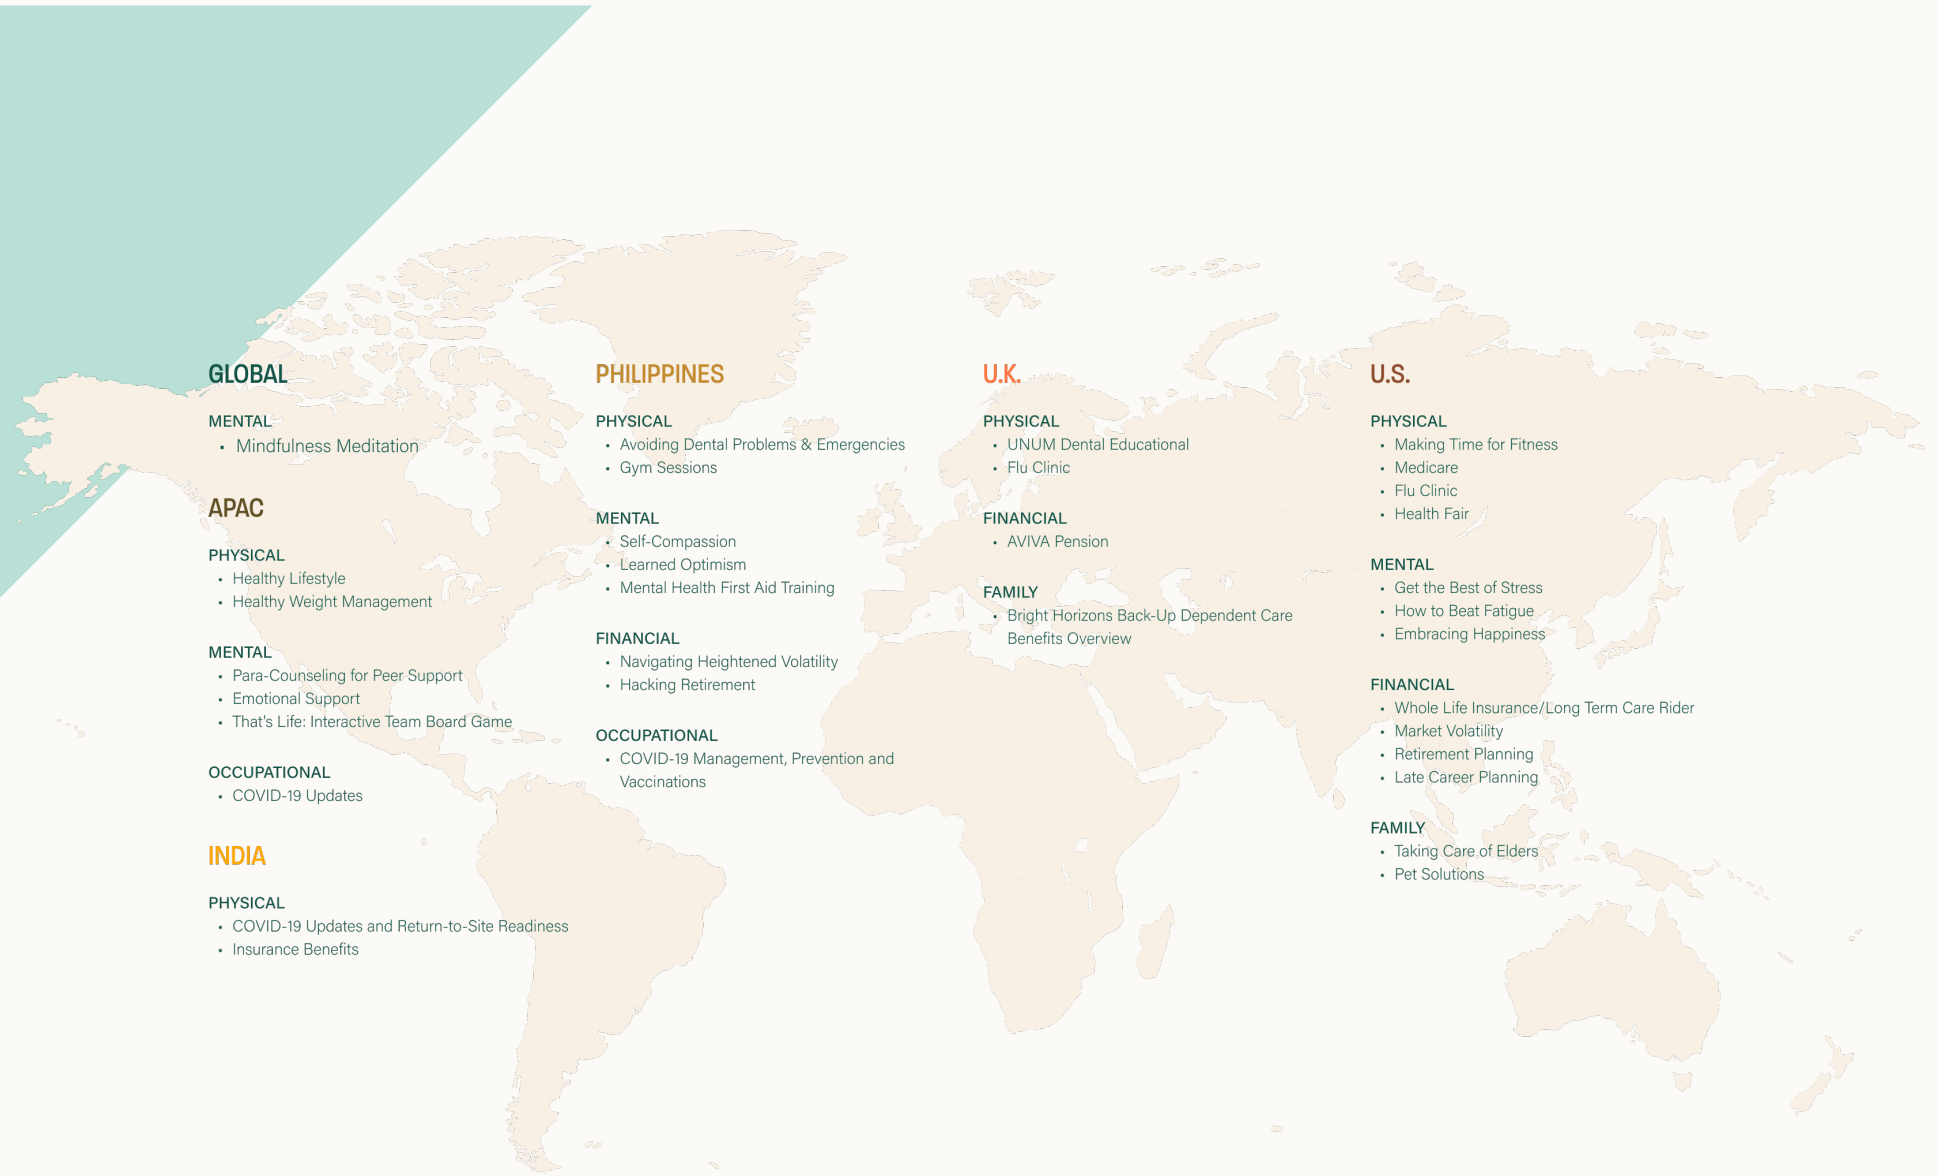 GLOBAL
MENTAL
▪ Mindfulness Meditation
APAC
PHYSICAL
▪ Healthy Lifestyle
▪ Healthy Weight Management
MENTAL
▪ Para-Counseling for Peer Support
▪ Emotional Support
▪ That's Life: Interactive Team Board Game
OCCUPATIONAL
▪ COVID-19 Updates
INDIA
PHYSICAL
▪ COVID-19 Updates and Return-to-Site Readiness
▪ Insurance Benefits
PHILIPPINES
PHYSICAL
▪ Avoiding Dental Problems & Emergencies
▪ Gym Sessions
MENTAL
▪ Self-Compassion
▪ Learned Optimism
▪ Mental Health First Aid Training
FINANCIAL
▪ Navigating Heightened Volatility
▪ Hacking Retirement
OCCUPATIONAL
▪ COVID-19 Management, Prevention and
Vaccinations
U.K.
PHYSICAL
▪ UNUM Dental Educational
▪ Flu Clinic
FINANCIAL
▪ AVIVA Pension
FAMILY
▪ Bright Horizons Back-Up Dependent Care
Benefits Overview
U.S.
PHYSICAL
▪ Making Time for Fitness
▪ Medicare
▪ Flu Clinic
▪ Health Fair
MENTAL
▪ Get the Best of Stress
▪ How to Beat Fatigue
▪ Embracing Happiness
FINANCIAL
▪ Whole Life Insurance/Long Term Care Rider
▪ Market Volatility
▪ Retirement Planning
▪ Late Career Planning
FAMILY
▪ Taking Care of Elders
▪ Pet Solutions